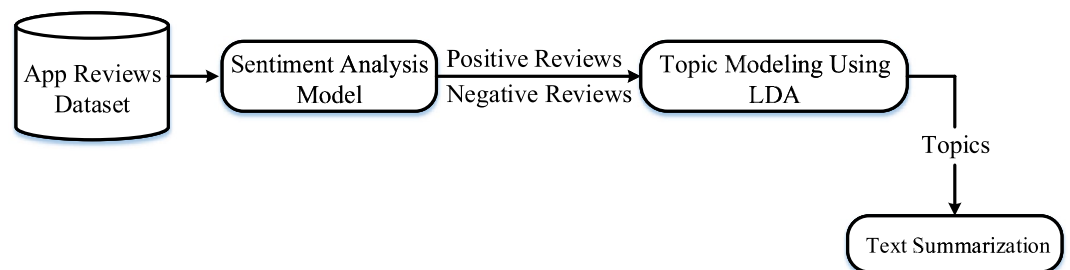 App Reviews
Dataset
Sentiment Analysis
Model
Positive Reviews
Negative Reviews
Topic Modeling Using
LDA
Topics
Text Summarization